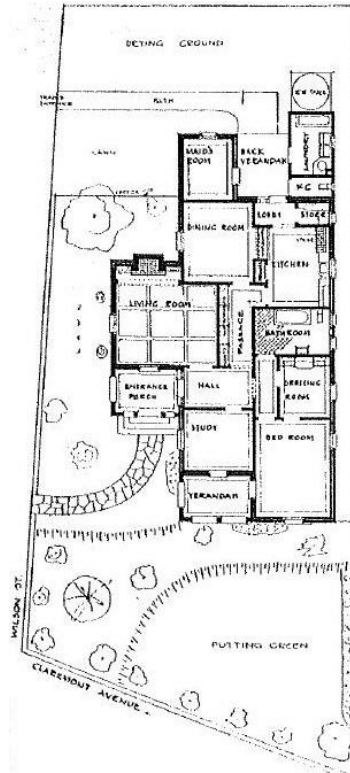 DRYING GROUND
TRADES
ENTRANCE
PATH
LAWN
MAID'S
ROOM
BACK
VERANDAH
LAUNDRY
W C
LOBBY
STORE
DINING ROOM
KITCHEN
LIVING ROOM
PASSAGE
BATHROOM
ENTRANCE
PORCH
HALL
DRESSING
ROOM
STUDY
BED ROOM
VERANDAH
PUTTING GREEN
WILSON ST.
CLAREMONT AVENUE.